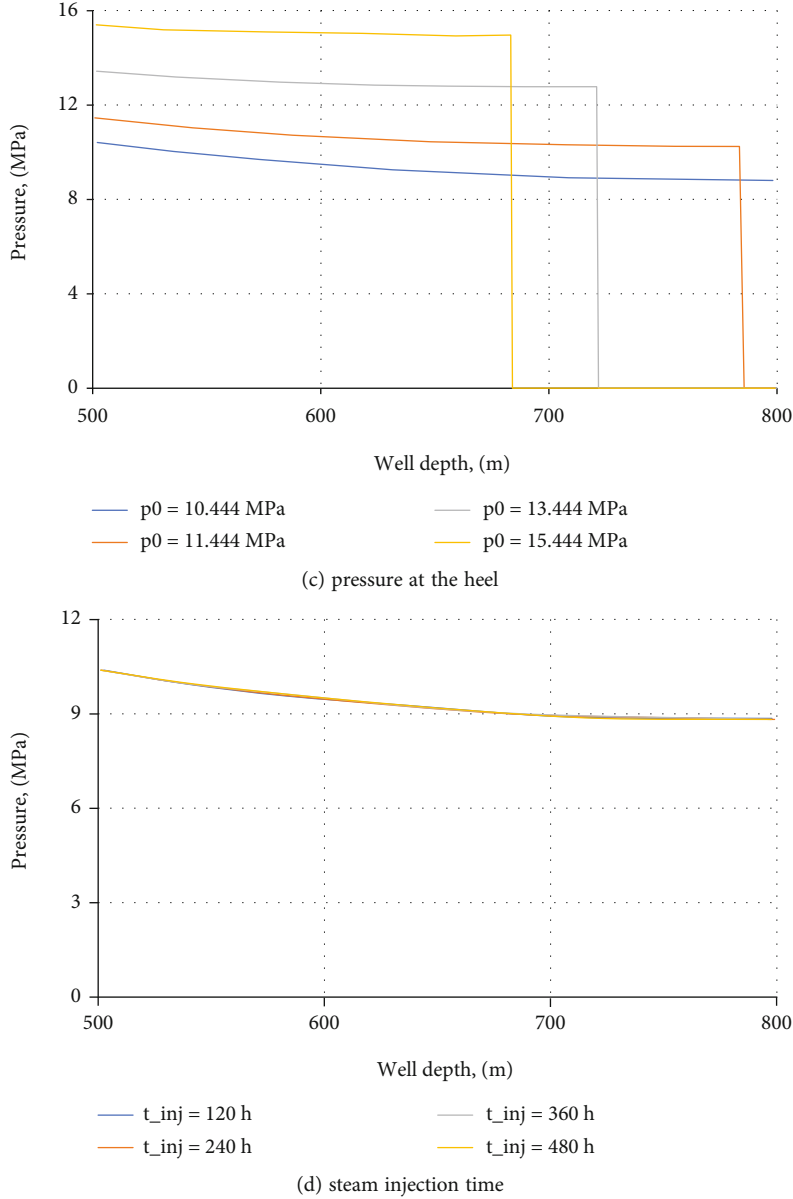 16
12
8
4
0
500
600
700
800
Pressure, (MPa)
Well depth, (m)
p0 = 10.444 MPa
p0 = 13.444 MPa
p0 = 11.444 MPa
p0 = 15.444 MPa
(c) pressure at the heel
12
9
6
3
0
500
600
700
800
Pressure, (MPa)
Well depth, (m)
t_inj = 120 h
t_inj = 360 h
t_inj = 240 h
t_inj = 480 h
(d) steam injection time